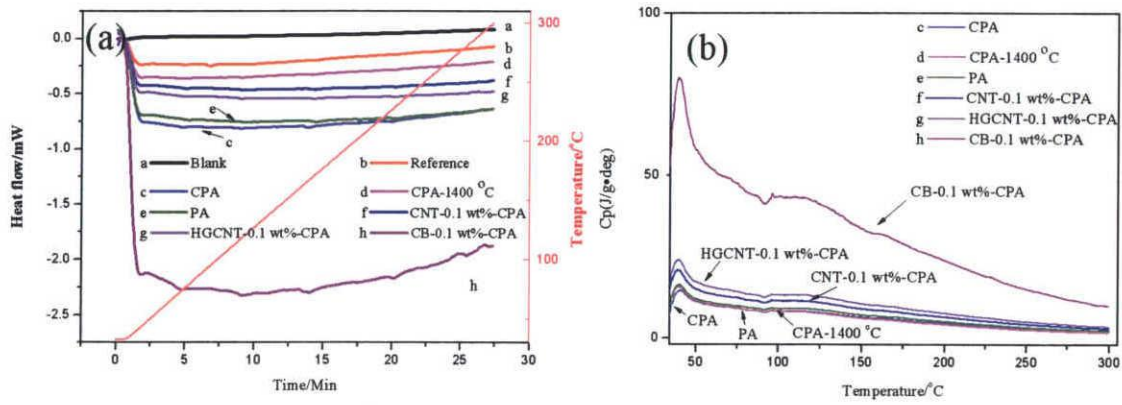 (a)
a
b
d
f
g
e
c
h
a Blank
b Reference
c CPA
d CPA-1400 °C
e PA
f CNT-0.1 wt%-CPA
g HGCNT-0.1 wt%-CPA
h CB-0.1 wt%-CPA
Heat flow/mW
0.0
-0.5
-1.0
-1.5
-2.0
-2.5
0 5 10 15 20 25 30
Time/Min
300
200
100
Temperature/°C
(b)
c CPA
d CPA-1400 °C
e PA
f CNT-0.1 wt%-CPA
g HGCNT-0.1 wt%-CPA
h CB-0.1 wt%-CPA
CB-0.1 wt%-CPA
HGCNT-0.1 wt%-CPA
CNT-0.1 wt%-CPA
CPA
PA
CPA-1400 °C
Cp(J/g•deg)
100
50
0
50 100 150 200 250 300
Temperature/°C